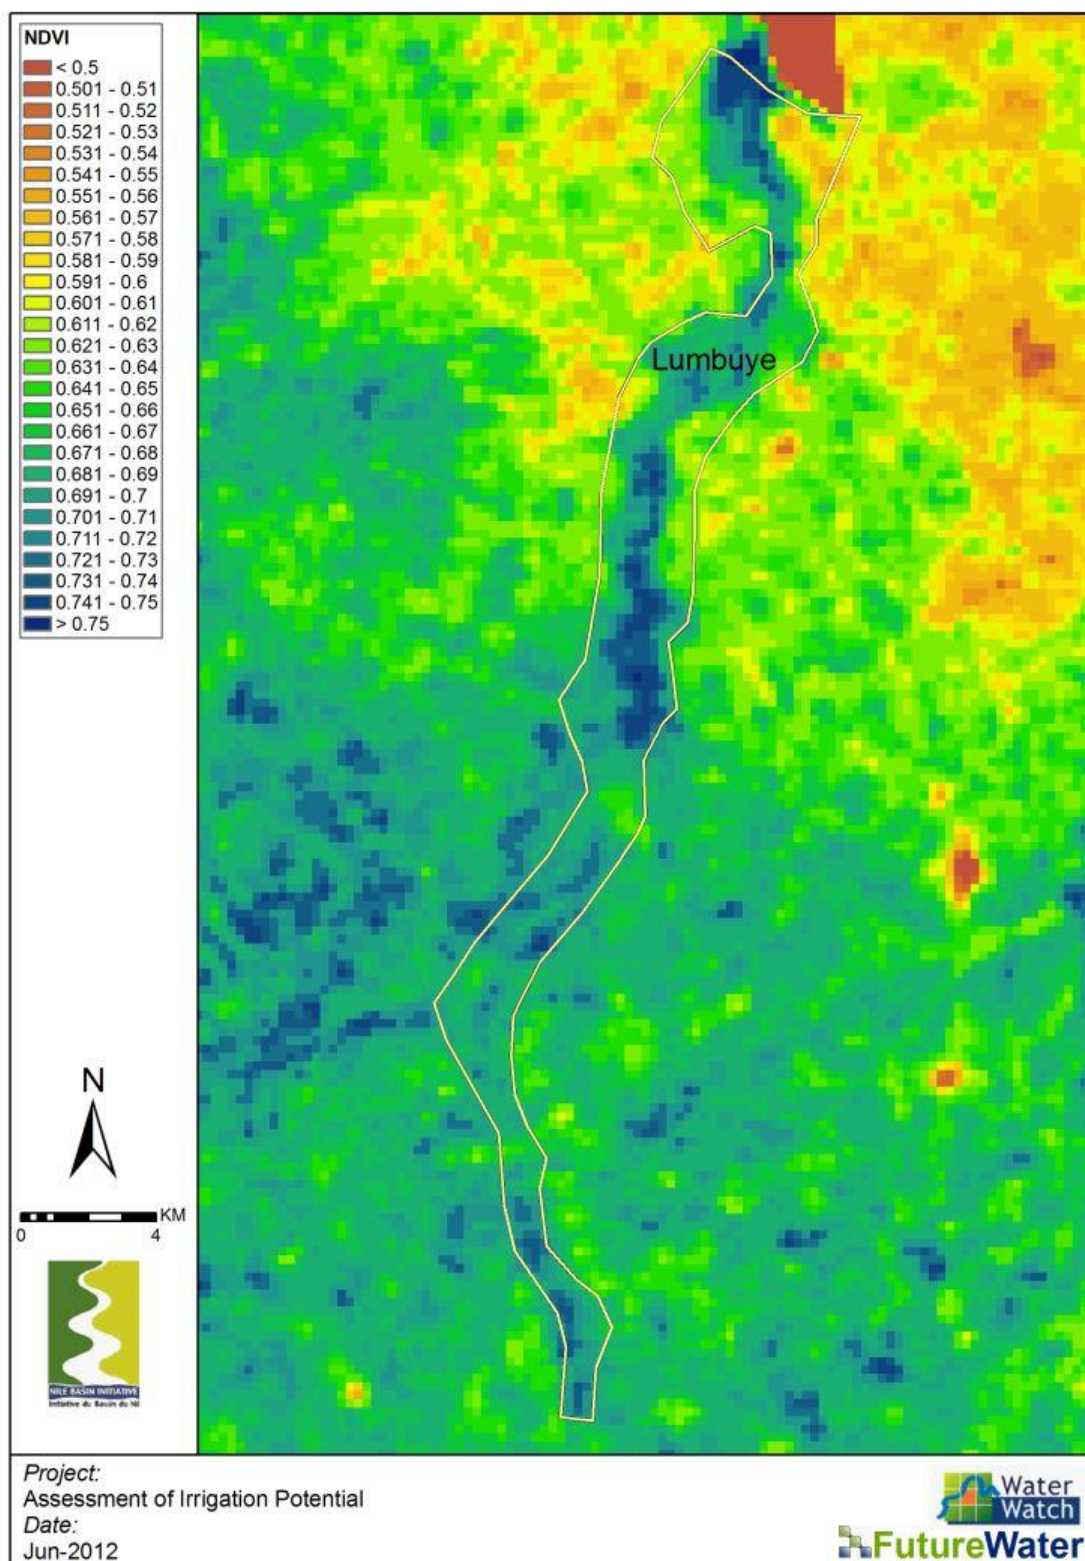 NDVI
< 0.5
0.501 - 0.51
0.511 - 0.52
0.521 - 0.53
0.531 - 0.54
0.541 - 0.55
0.551 - 0.56
0.561 - 0.57
0.571 - 0.58
0.581 - 0.59
0.591 - 0.6
0.601 - 0.61
0.611 - 0.62
0.621 - 0.63
0.631 - 0.64
0.641 - 0.65
0.651 - 0.66
0.661 - 0.67
0.671 - 0.68
0.681 - 0.69
0.691 - 0.7
0.701 - 0.71
0.711 - 0.72
0.721 - 0.73
0.731 - 0.74
0.741 - 0.75
> 0.75
Lumbuye
N
KM
0 4
NILE BASIN INITIATIVE
Initiative du Bassin du Nil
Project:
Assessment of Irrigation Potential
Date:
Jun-2012
Water
Watch
FutureWater